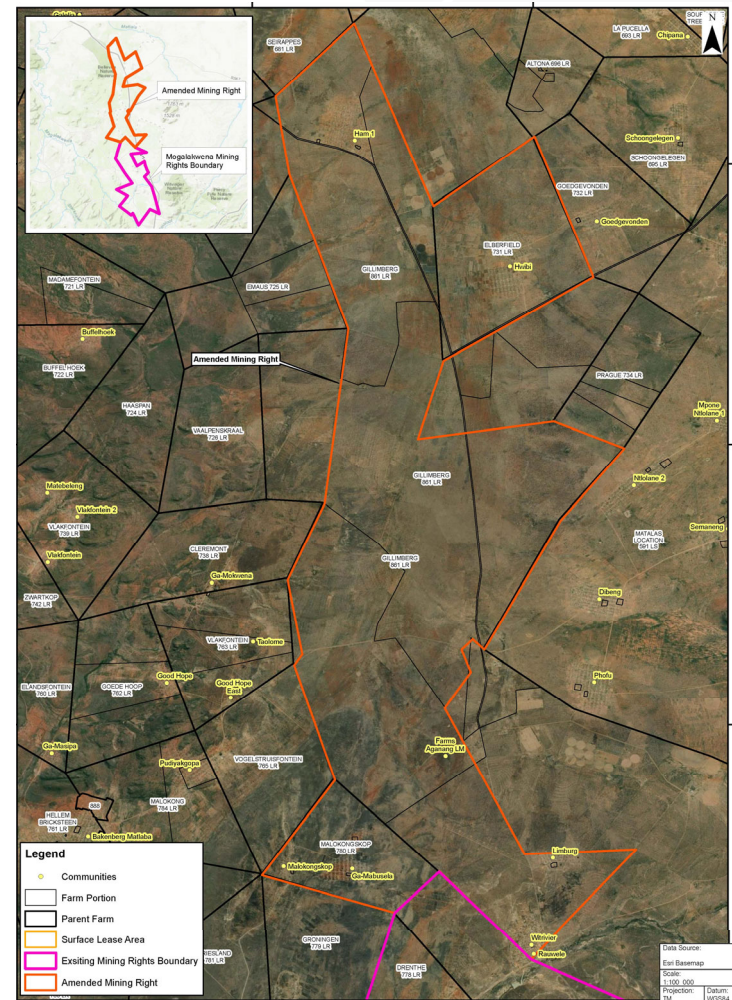 SEIRAPPES
681 LR
LA PUCELLA
693 LR
Chipana
N
ALTONA 696 LR
Amended Mining Right
Mogalakwena Mining
Rights Boundary
Ham 1
Schoongelegen
SCHOONGELEGEN
695 LR
GOEDGEVONDEN
732 LR
Goedgevonden
ELBERFIELD
731 LR
Hwibi
GILLIMBERG
861 LR
MADAMEFONTEIN
721 LR
EMAUS 725 LR
Buffelhoek
Amended Mining Right
BUFFEL HOEK
722 LR
PRAGUE 734 LR
HAASPAN
724 LR
Mpone
Ntlolane 1
VAALPENSKRAAL
726 LR
GILLIMBERG
861 LR
Ntlolane 2
Matebeleng
Vlakfontein 2
VLAKFONTEIN
739 LR
Semaneng
MATALAS
LOCATION
591 LS
Vlakfontein
CLEREMONT
738 LR
GILLIMBERG
861 LR
Ga-Mokwena
Dibeng
ZWARTKOP
742 LR
VLAKFONTEIN
763 LR
Taolome
Good Hope
Good Hope
East
Phofu
ELANDSFONTEIN
760 LR
GOEDE HOOP
762 LR
Farms
Aganang LM
Ga-Masipa
VOGELSTRUISFONTEIN
765 LR
Pudiyakgopa
MALOKONG
784 LR
888
HELLEM
BRICKSTEEN
761 LR
Bakenberg Matlaba
MALOKONGSKOP
780 LR
Limburg
Malokongskop
Ga-Mabusela
GRONINGEN
779 LR
RIESLAND
781 LR
DRENTHE
778 LR
Witrivier
Rauwele
Legend
Communities
Farm Portion
Parent Farm
Surface Lease Area
Exsiting Mining Rights Boundary
Amended Mining Right
Data Source:
Esri Basemap
Scale:
1:100 000
Projection:
Datum:
TM
WGS84